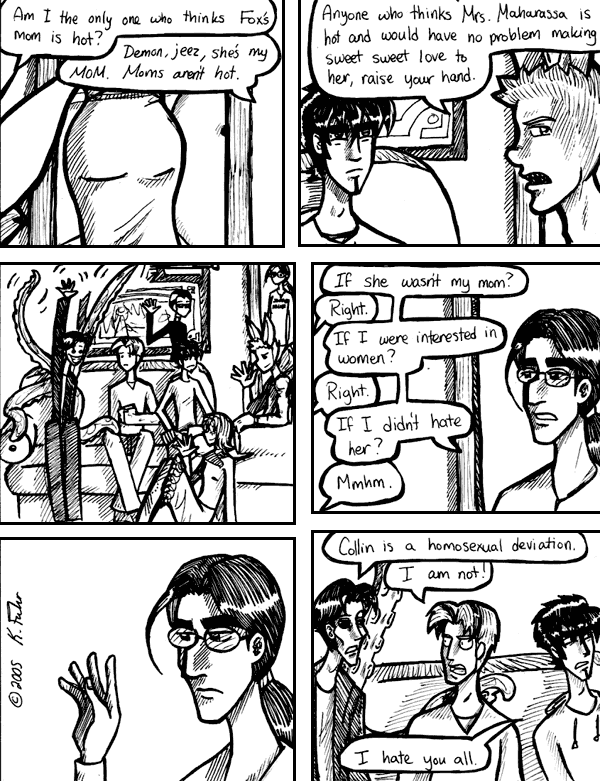 Am I the only one who thinks Fox's
mom is hot?
Demon, jeez, she's my
MOM. Moms aren't hot.
Anyone who thinks Mrs. Maharassa is
hot and would have no problem making
sweet sweet love to
her, raise your hand.
If she wasn't my mom?
Right.
If I were interested in
women?
Right.
If I didn't hate
her?
Mmhm.
© 2005
Collin is a homosexual deviation.
I am not!
I hate you all.